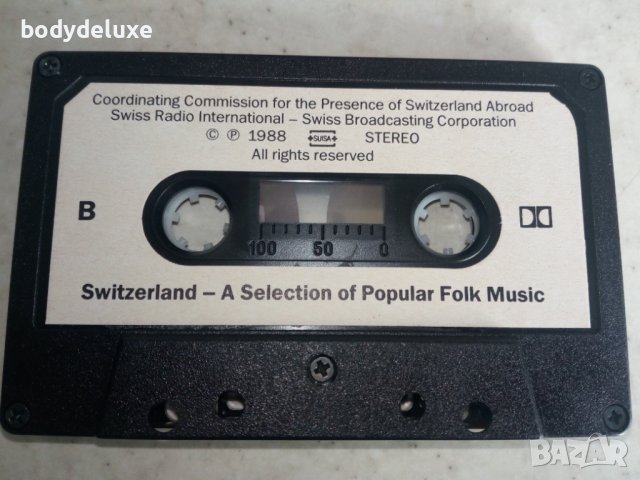 bodydeluxe
Coordinating Commission for the Presence of Switzerland Abroad
Swiss Radio International – Swiss Broadcasting Corporation
© ℗ 1988 SUISA STEREO
All rights reserved
B
100 50 0
Switzerland – A Selection of Popular Folk Music
BAZAR